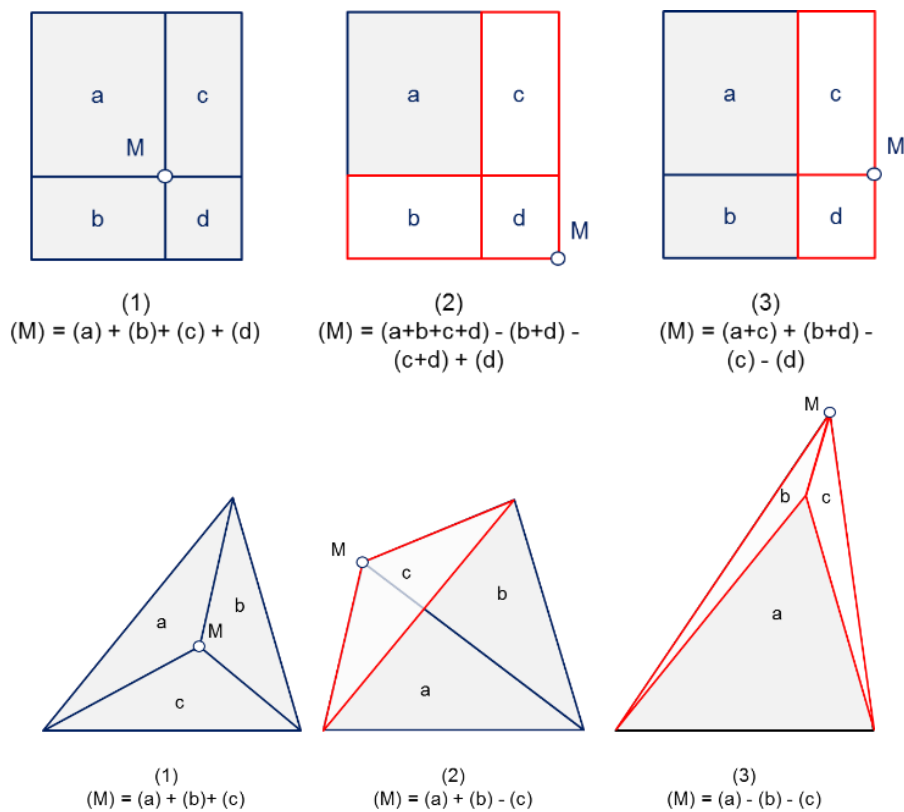 a
c
M
b
d
a
c
b
d
M
a
c
M
b
d
(1)
(M) = (a) + (b)+ (c) + (d)
(2)
(M) = (a+b+c+d) - (b+d) -
(c+d) + (d)
(3)
(M) = (a+c) + (b+d) -
(c) - (d)
a
b
M
c
M
c
b
a
M
b
c
a
(1)
(M) = (a) + (b)+ (c)
(2)
(M) = (a) + (b) - (c)
(3)
(M) = (a) - (b) - (c)